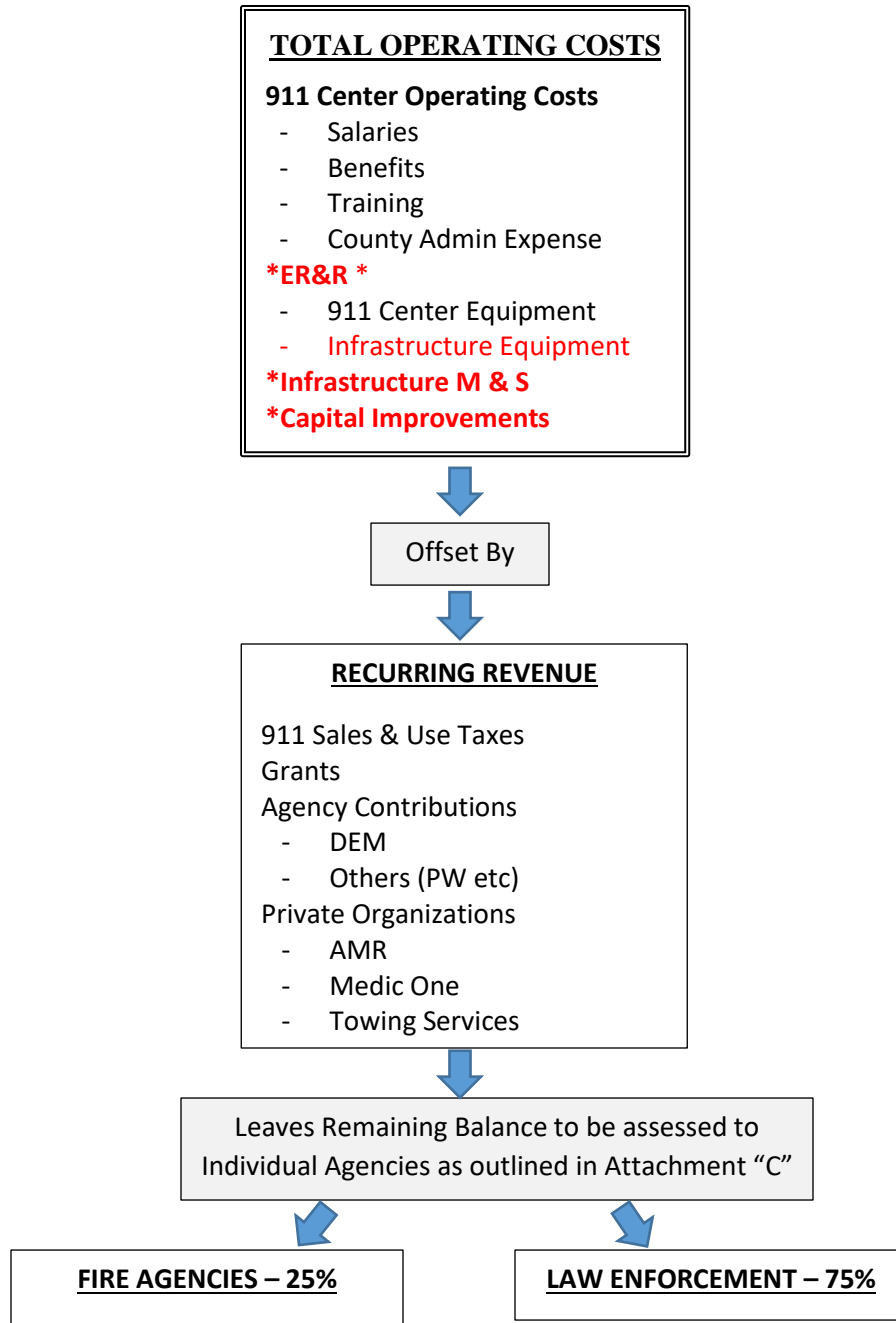 TOTAL OPERATING COSTS
911 Center Operating Costs
- Salaries
- Benefits
- Training
- County Admin Expense
*ER&R *
- 911 Center Equipment
- Infrastructure Equipment
*Infrastructure M & S
*Capital Improvements
Offset By
RECURRING REVENUE
911 Sales & Use Taxes
Grants
Agency Contributions
- DEM
- Others (PW etc)
Private Organizations
- AMR
- Medic One
- Towing Services
Leaves Remaining Balance to be assessed to
Individual Agencies as outlined in Attachment “C”
FIRE AGENCIES – 25%
LAW ENFORCEMENT – 75%